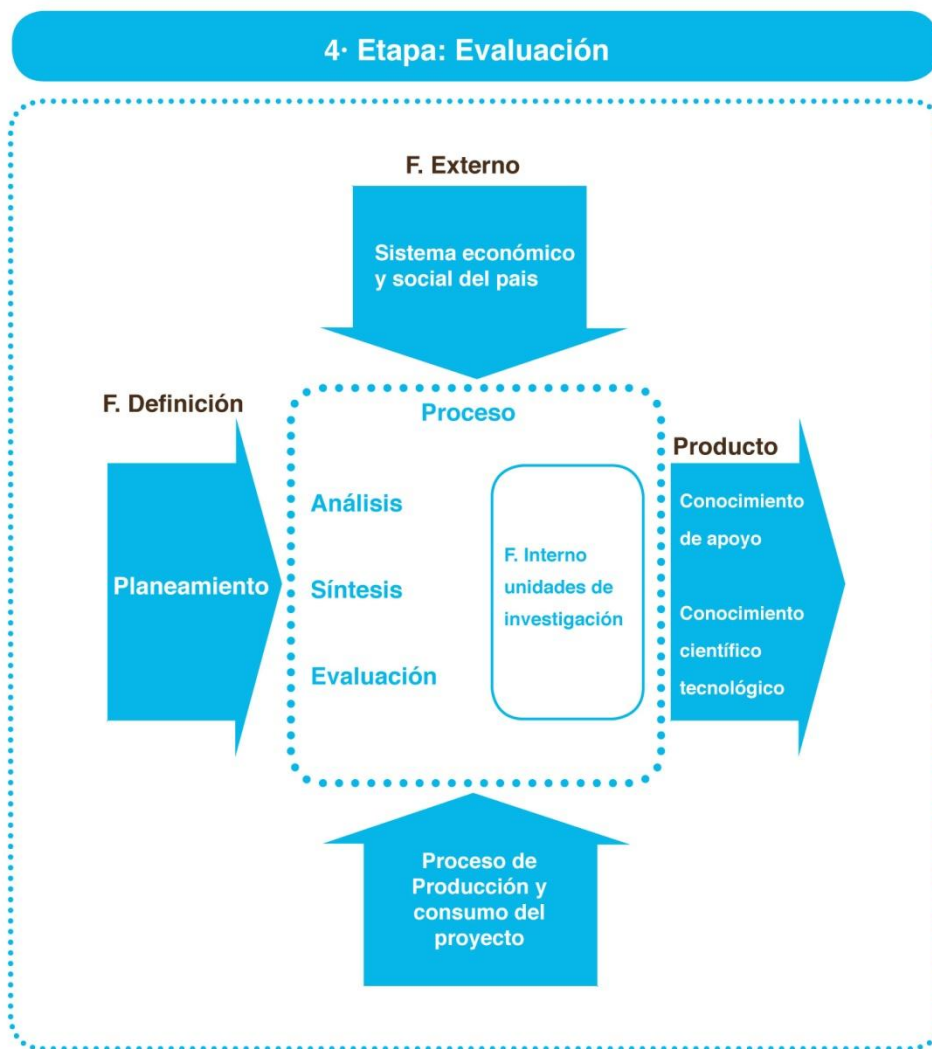 4· Etapa: Evaluación
F. Externo
Sistema económico
y social del pais
F. Definición
Planeamiento
Proceso
Análisis
Síntesis
Evaluación
F. Interno
unidades de
investigación
Producto
Conocimiento
de apoyo
Conocimiento
científico
tecnológico
Proceso de
Producción y
consumo del
proyecto